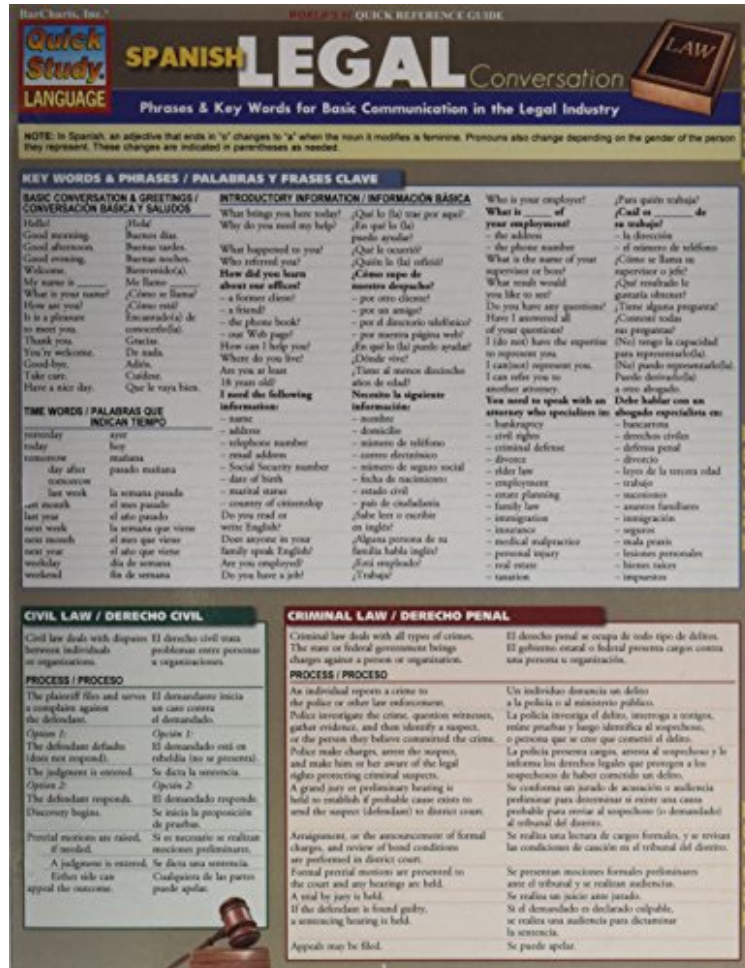 BarCharts, Inc.®
WORLD'S #1 QUICK REFERENCE GUIDE
Quick
Study.
LANGUAGE
SPANISH LEGAL Conversation
LAW
Phrases & Key Words for Basic Communication in the Legal Industry
NOTE: In Spanish, an adjective that ends in "o" changes to "a" when the noun it modifies is feminine. Pronouns also change depending on the gender of the person
they represent. These changes are indicated in parentheses as needed.
KEY WORDS & PHRASES / PALABRAS Y FRASES CLAVE
BASIC CONVERSATION & GREETINGS /
CONVERSACIÓN BÁSICA Y SALUDOS
Hello! ¡Hola!
Good morning. Buenos días.
Good afternoon. Buenas tardes.
Good evening. Buenas noches.
Welcome. Bienvenido(a).
My name is _____. Me llamo _____.
What is your name? ¿Cómo se llama?
How are you? ¿Cómo está?
It is a pleasure Encantado(a) de
to meet you. conocerlo(la).
Thank you. Gracias.
You're welcome. De nada.
Good-bye. Adiós.
Take care. Cuídese.
Have a nice day. Que le vaya bien.
TIME WORDS / PALABRAS QUE
INDICAN TIEMPO
yesterday ayer
today hoy
tomorrow mañana
day after pasado mañana
tomorrow
last week la semana pasada
last month el mes pasado
last year el año pasado
next week la semana que viene
next month el mes que viene
next year el año que viene
weekday día de semana
weekend fin de semana
INTRODUCTORY INFORMATION / INFORMACIÓN BÁSICA
What brings you here today? ¿Qué lo (la) trae por aquí?
Why do you need my help? ¿En qué lo (la)
puedo ayudar?
What happened to you? ¿Qué le ocurrió?
Who referred you? ¿Quién lo (la) refirió?
How did you learn ¿Cómo supo de
about our offices? nuestro despacho?
– a former client? – por otro cliente?
– a friend? – por un amigo?
– the phone book? – por el directorio telefónico?
– our Web page? – por nuestra página web?
How can I help you? ¿En qué lo (la) puedo ayudar?
Where do you live? ¿Dónde vive?
Are you at least ¿Tiene al menos dieciocho
18 years old? años de edad?
I need the following Necesito la siguiente
information: información:
– name – nombre
– address – domicilio
– telephone number – número de teléfono
– email address – correo electrónico
– Social Security number – número de seguro social
– date of birth – fecha de nacimiento
– marital status – estado civil
– country of citizenship – país de ciudadanía
Do you read or ¿Sabe leer o escribir
write English? en inglés?
Does anyone in your ¿Alguna persona de su
family speak English? familia habla inglés?
Are you employed? ¿Está empleado?
Do you have a job? ¿Trabaja?
Who is your employer? ¿Para quién trabaja?
What is _____ of ¿Cuál es _____ de
your employment? su trabajo?
– the address – la dirección
– the phone number – el número de teléfono
What is the name of your ¿Cómo se llama su
supervisor or boss? supervisor o jefe?
What result would ¿Qué resultado le
you like to see? gustaría obtener?
Do you have any questions? ¿Tiene alguna pregunta?
Have I answered all ¿Contesté todas
of your questions? sus preguntas?
I (do not) have the expertise (No) tengo la capacidad
to represent you. para representarlo(la).
I can(not) represent you. (No) puedo representarlo(la).
I can refer you to Puedo derivarlo(la)
another attorney. a otro abogado.
You need to speak with an Debe hablar con un
attorney who specializes in: abogado especialista en:
– bankruptcy – bancarrota
– civil rights – derechos civiles
– criminal defense – defensa penal
– divorce – divorcio
– elder law – leyes de la tercera edad
– employment – trabajo
– estate planning – sucesiones
– family law – asuntos familiares
– immigration – inmigración
– insurance – seguros
– medical malpractice – mala praxis
– personal injury – lesiones personales
– real estate – bienes raíces
– taxation – impuestos
CIVIL LAW / DERECHO CIVIL
Civil law deals with disputes El derecho civil trata
between individuals problemas entre personas
or organizations. u organizaciones.
PROCESS / PROCESO
The plaintiff files and serves El demandante inicia
a complaint against un caso contra
the defendant. el demandado.
Option 1: Opción 1:
The defendant defaults El demandado está en
(does not respond). rebeldía (no se presenta).
The judgment is entered. Se dicta la sentencia.
Option 2: Opción 2:
The defendant responds. El demandado responde.
Discovery begins. Se inicia la proposición
de pruebas.
Pretrial motions are raised, Si es necesario se realizan
if needed. mociones preliminares.
A judgment is entered. Se dicta una sentencia.
Either side can Cualquiera de las partes
appeal the outcome. puede apelar.
CRIMINAL LAW / DERECHO PENAL
Criminal law deals with all types of crimes. El derecho penal se ocupa de todo tipo de delitos.
The state or federal government brings El gobierno estatal o federal presenta cargos contra
charges against a person or organization. una persona u organización.
PROCESS / PROCESO
An individual reports a crime to Un individuo denuncia un delito
the police or other law enforcement. a la policía o al ministerio público.
Police investigate the crime, question witnesses, La policía investiga el delito, interroga a testigos,
gather evidence, and then identify a suspect, reúne pruebas y luego identifica al sospechoso,
or the person they believe committed the crime. o persona que se cree que cometió el delito.
Police make charges, arrest the suspect, La policía presenta cargos, arresta al sospechoso y le
and make him or her aware of the legal informa los derechos legales que protegen a los
rights protecting criminal suspects. sospechosos de haber cometido un delito.
A grand jury or preliminary hearing is Se conforma un jurado de acusación o audiencia
held to establish if probable cause exists to preliminar para determinar si existe una causa
send the suspect (defendant) to district court. probable para enviar al sospechoso (o demandado)
al tribunal del distrito.
Arraignment, or the announcement of formal Se realiza una lectura de cargos formales, y se revisan
charges, and review of bond conditions las condiciones de caución en el tribunal del distrito.
are performed in district court.
Formal pretrial motions are presented to Se presentan mociones formales preliminares
the court and any hearings are held. ante el tribunal y se realizan audiencias.
A trial by jury is held. Se realiza un juicio ante jurado.
If the defendant is found guilty, Si el demandado es declarado culpable,
a sentencing hearing is held. se realiza una audiencia para dictaminar
la sentencia.
Appeals may be filed. Se puede apelar.